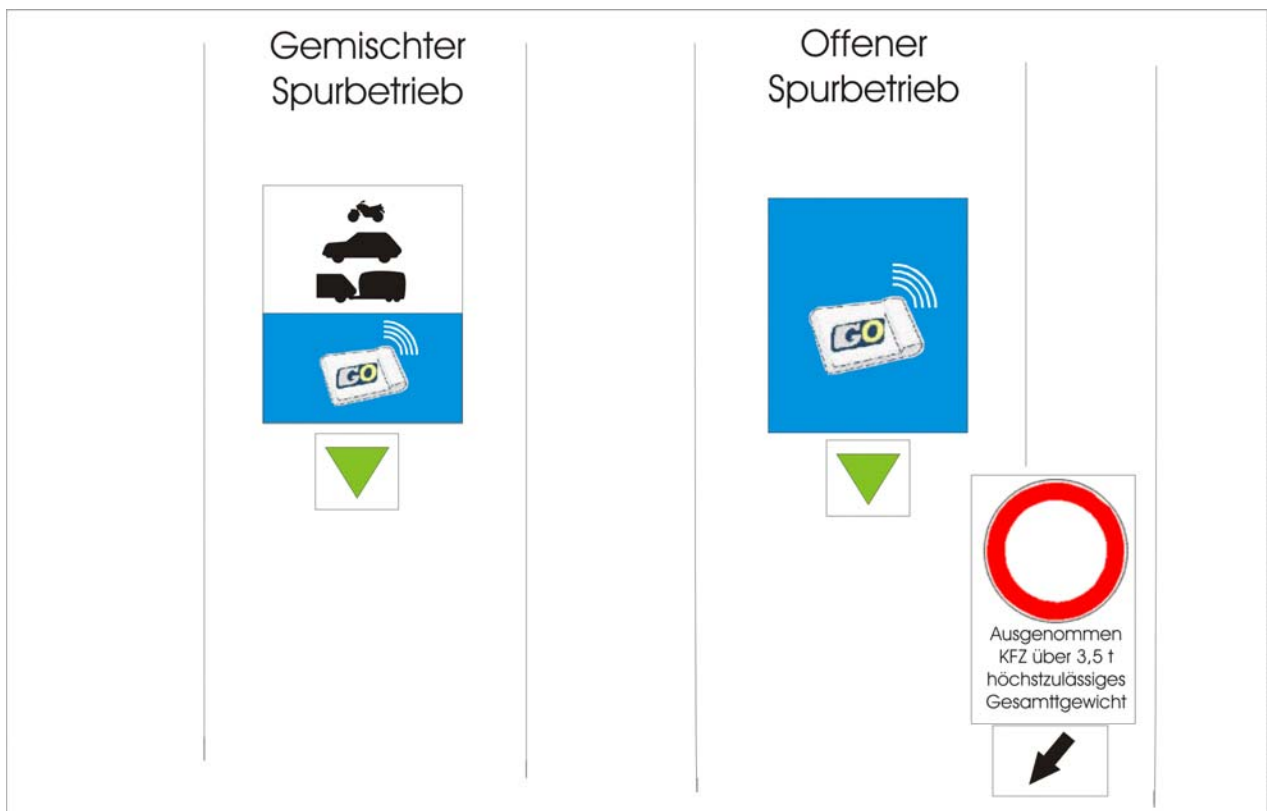 Gemischter
Spurbetrieb
GO
Offener
Spurbetrieb
GO
Ausgenommen
KFZ über 3,5 t
höchstzulässiges
Gesamttgewicht